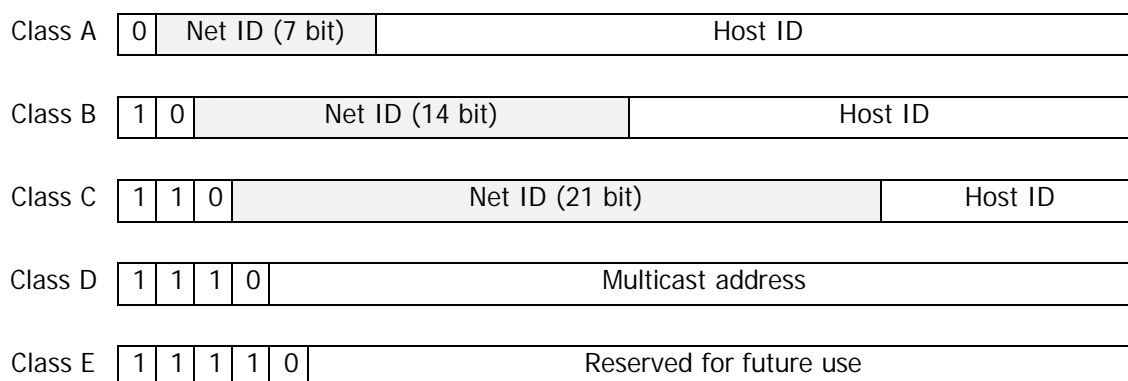 Class A 0 Net ID (7 bit) Host ID
Class B 1 0 Net ID (14 bit) Host ID
Class C 1 1 0 Net ID (21 bit) Host ID
Class D 1 1 1 0 Multicast address
Class E 1 1 1 1 0 Reserved for future use